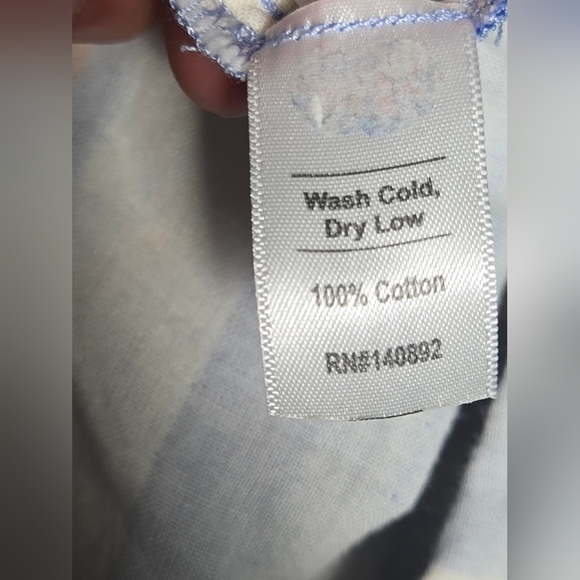 Wash Cold,
Dry Low
100% Cotton
RN#140892